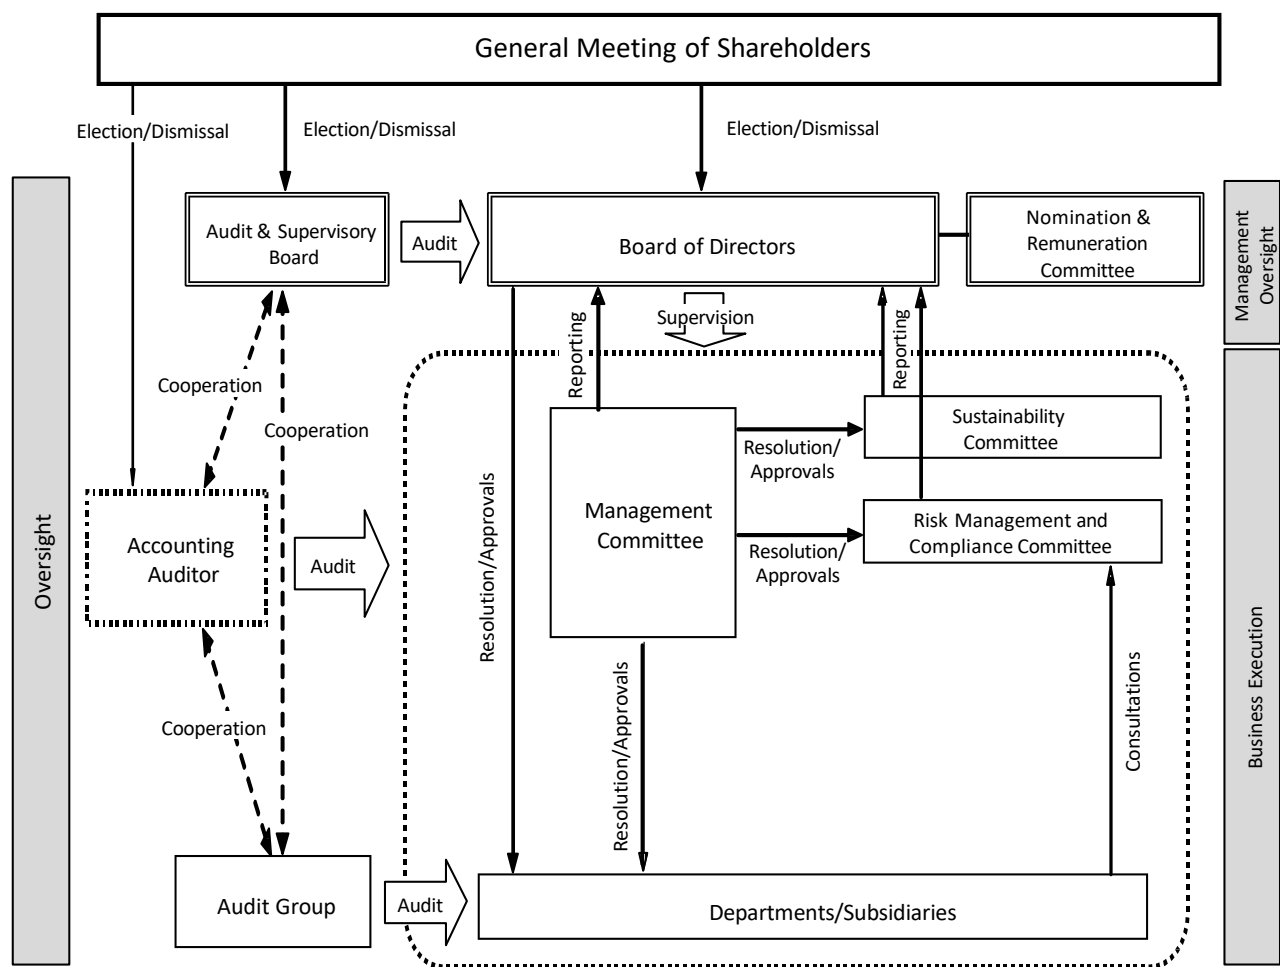 General Meeting of Shareholders
Election/Dismissal
Election/Dismissal
Election/Dismissal
Oversight
Audit & Supervisory
Board
Audit
Board of Directors
Nomination &
Remuneration
Committee
Management
Oversight
Supervision
Reporting
Reporting
Cooperation
Cooperation
Sustainability
Committee
Resolution/
Approvals
Management
Committee
Risk Management and
Compliance Committee
Resolution/
Approvals
Accounting
Auditor
Audit
Resolution/Approvals
Resolution/Approvals
Consultations
Business Execution
Cooperation
Audit Group
Audit
Departments/Subsidiaries